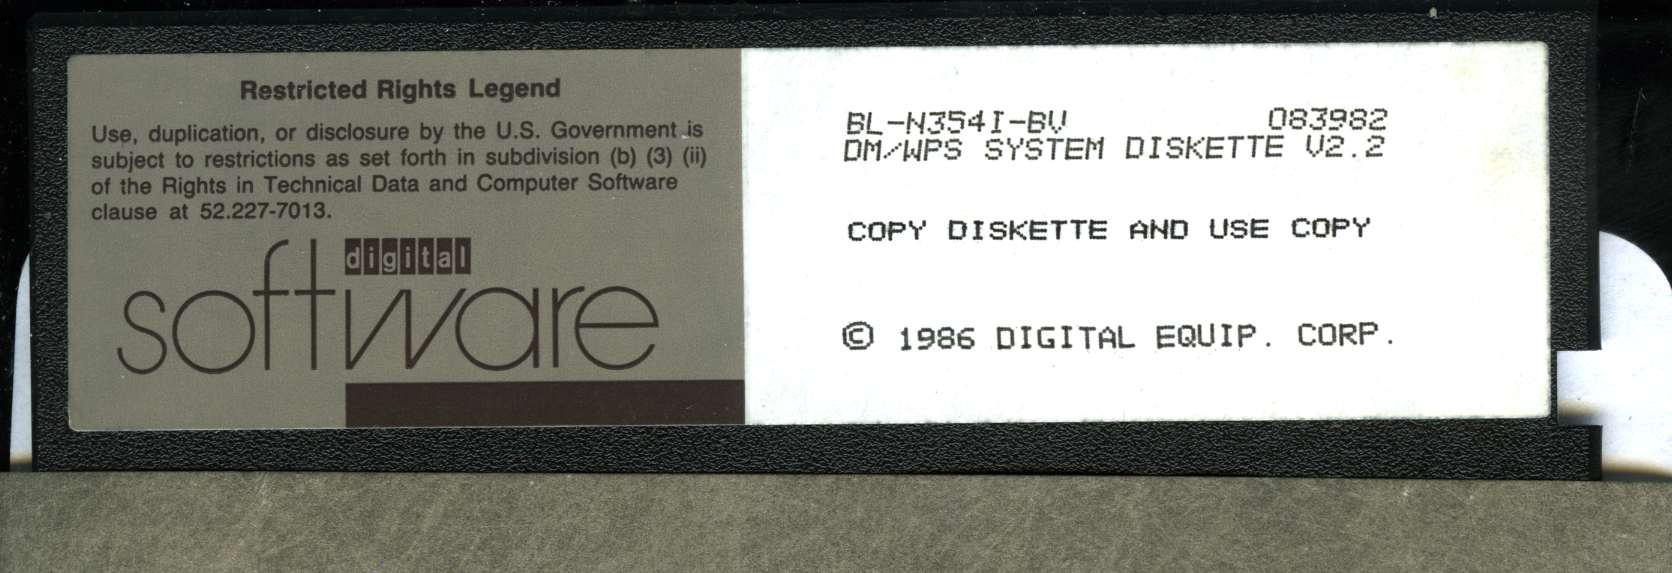 Restricted Rights Legend
Use, duplication, or disclosure by the U.S. Government is
subject to restrictions as set forth in subdivision (b) (3) (ii)
of the Rights in Technical Data and Computer Software
clause at 52.227-7013.
digital
software
BL-N354I-BV 083982
DM/WPS SYSTEM DISKETTE V2.2
COPY DISKETTE AND USE COPY
© 1986 DIGITAL EQUIP. CORP.